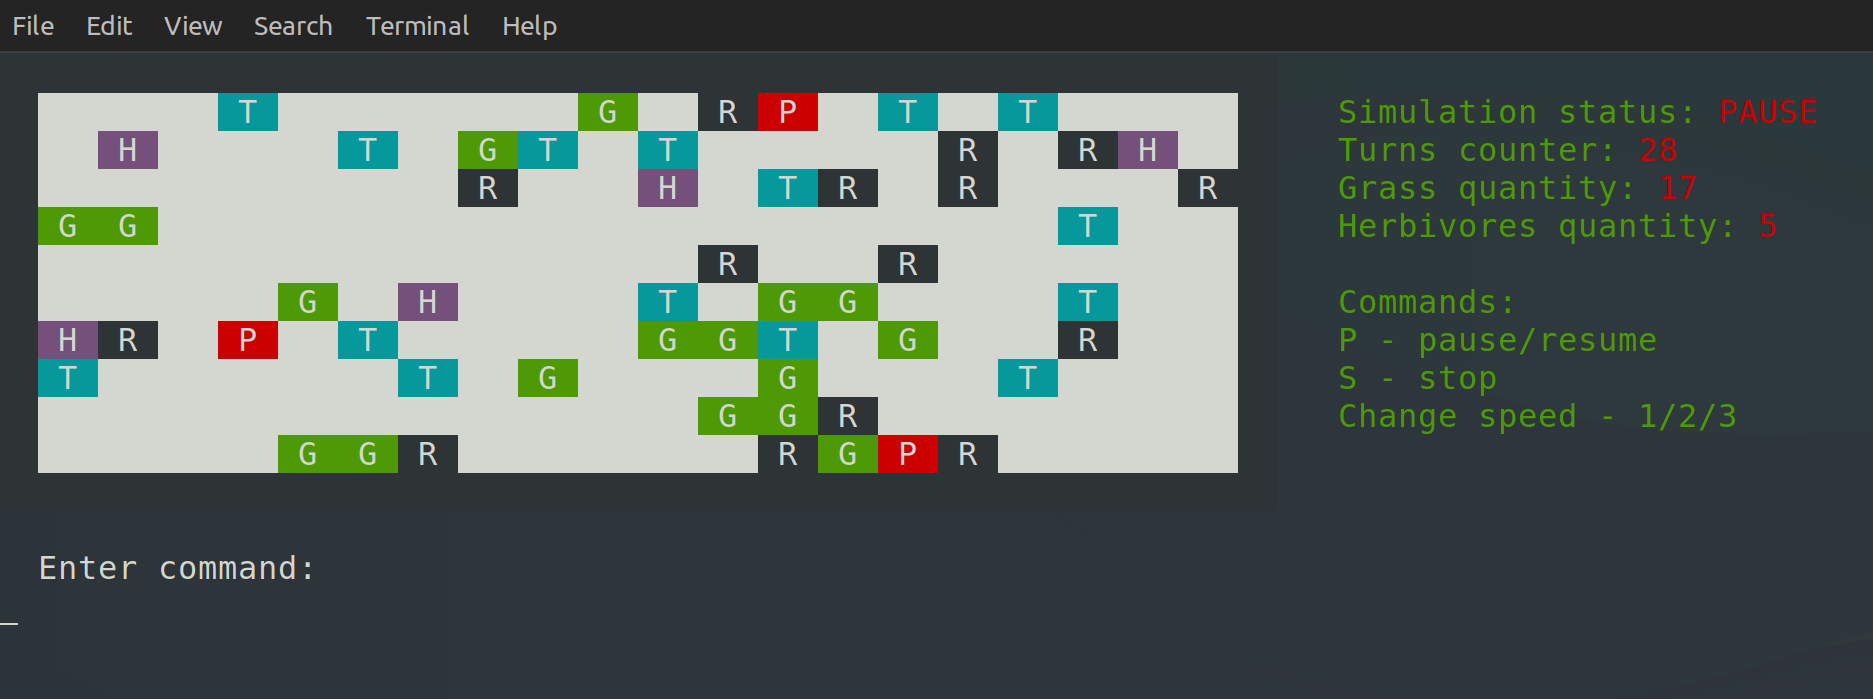 File Edit View Search Terminal Help
T G R P T T Simulation status: PAUSE
H T G T T R R H Turns counter: 28
R H T R R R Grass quantity: 17
G G T Herbivores quantity: 5
R R
G H T G G T Commands:
H R P T G G T G R P - pause/resume
T T G G T S - stop
G G R Change speed - 1/2/3
G G R R G P R
Enter command: